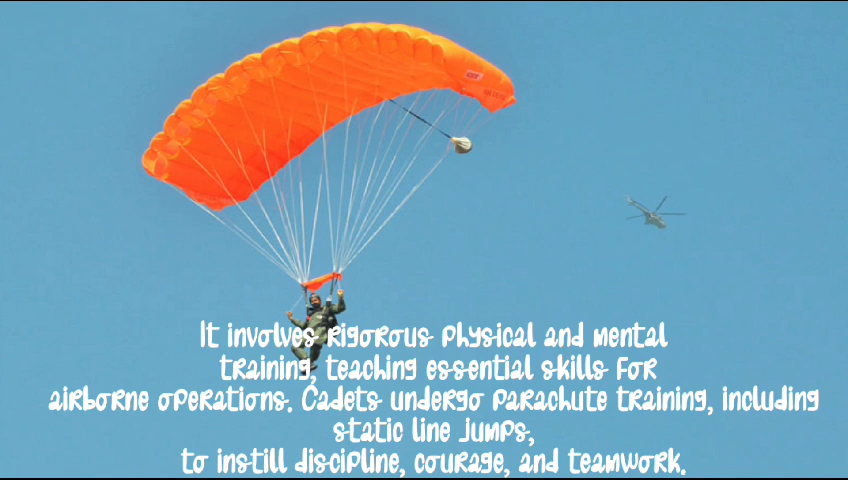 It involves rigorous physical and mental
training, teaching essential skills for
airborne operations. Cadets undergo parachute training, including
static line jumps,
to instill discipline, courage, and teamwork.